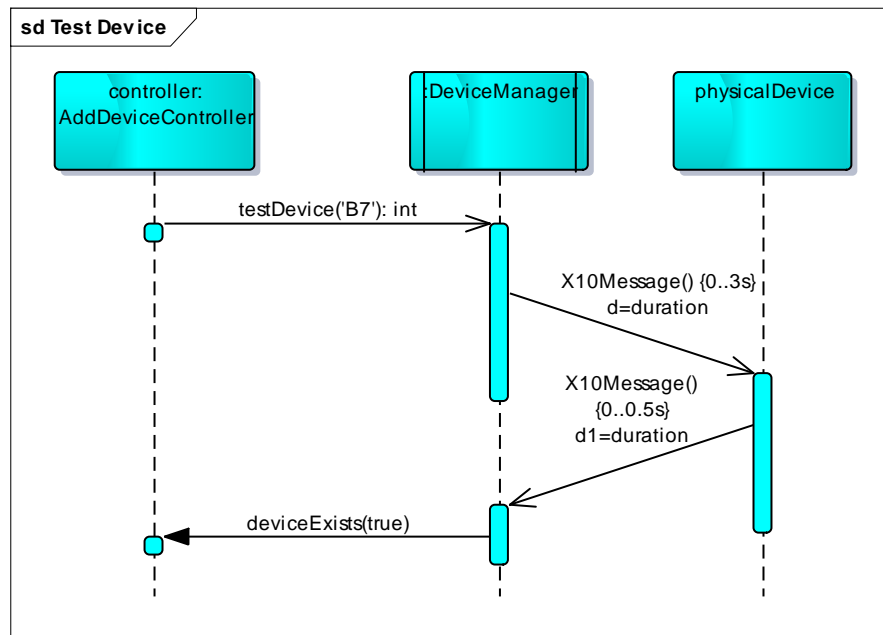 sd Test Device
controller:
AddDeviceController
:DeviceManager
physicalDevice
testDevice('B7'): int
X10Message() {0..3s}
d=duration
X10Message()
{0..0.5s}
d1=duration
deviceExists(true)